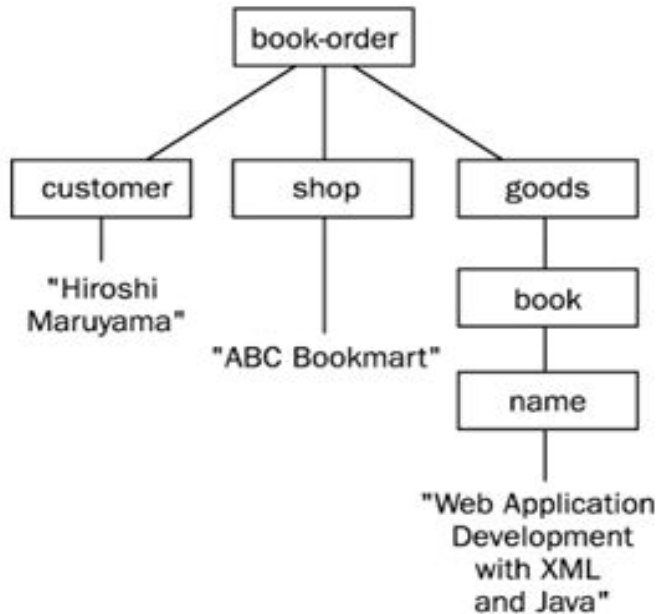 book-order
customer
shop
goods
"Hiroshi
Maruyama"
book
"ABC Bookmart"
name
"Web Application
Development
with XML
and Java"